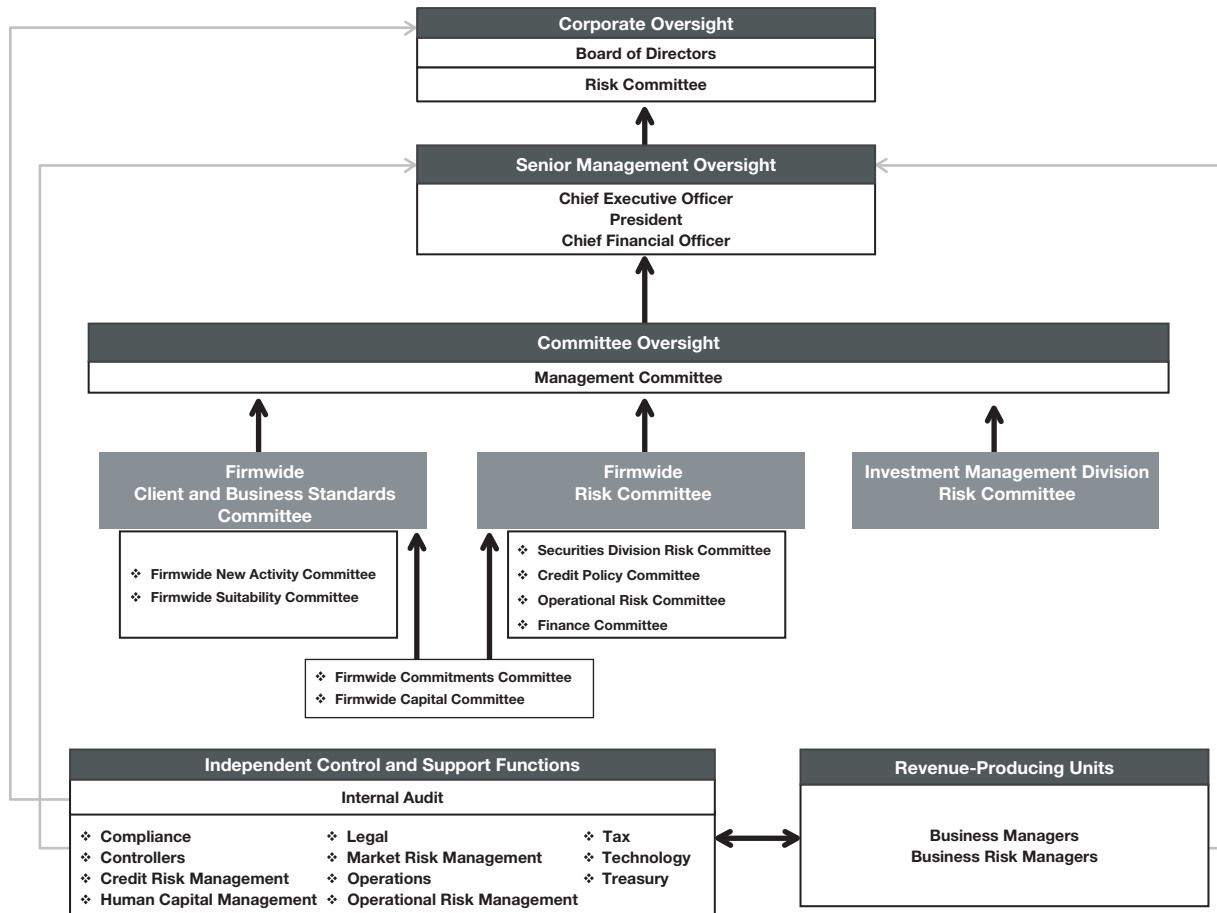 Corporate Oversight
Board of Directors
Risk Committee
Senior Management Oversight
Chief Executive Officer
President
Chief Financial Officer
Committee Oversight
Management Committee
Firmwide
Client and Business Standards
Committee
Firmwide
Risk Committee
Investment Management Division
Risk Committee
❖ Firmwide New Activity Committee
❖ Firmwide Suitability Committee
❖ Securities Division Risk Committee
❖ Credit Policy Committee
❖ Operational Risk Committee
❖ Finance Committee
❖ Firmwide Commitments Committee
❖ Firmwide Capital Committee
Independent Control and Support Functions
Internal Audit
❖ Compliance
❖ Controllers
❖ Credit Risk Management
❖ Human Capital Management
❖ Legal
❖ Market Risk Management
❖ Operations
❖ Operational Risk Management
❖ Tax
❖ Technology
❖ Treasury
Revenue-Producing Units
Business Managers
Business Risk Managers